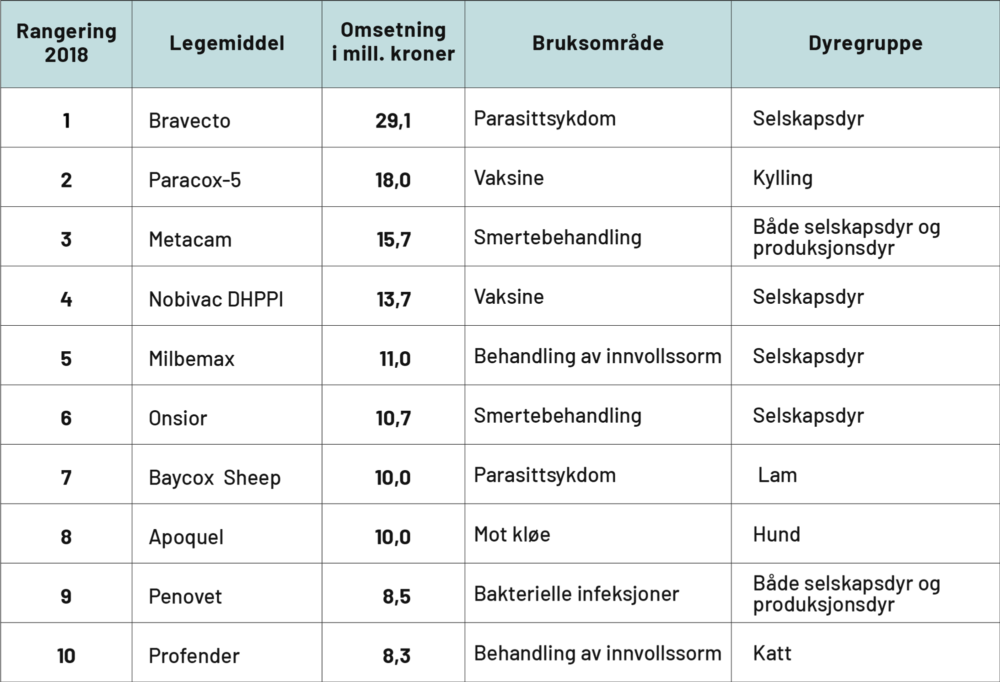 Rangering 2018 Legemiddel Omsetning i mill. kroner Bruksområde Dyregruppe
1 Bravecto 29,1 Parasittsykdom Selskapsdyr
2 Paracox-5 18,0 Vaksine Kylling
3 Metacam 15,7 Smertebehandling Både selskapsdyr og produksjonsdyr
4 Nobivac DHPPI 13,7 Vaksine Selskapsdyr
5 Milbemax 11,0 Behandling av innvollssorm Selskapsdyr
6 Onsior 10,7 Smertebehandling Selskapsdyr
7 Baycox Sheep 10,0 Parasittsykdom Lam
8 Apoquel 10,0 Mot kløe Hund
9 Penovet 8,5 Bakterielle infeksjoner Både selskapsdyr og produksjonsdyr
10 Profender 8,3 Behandling av innvollssorm Katt